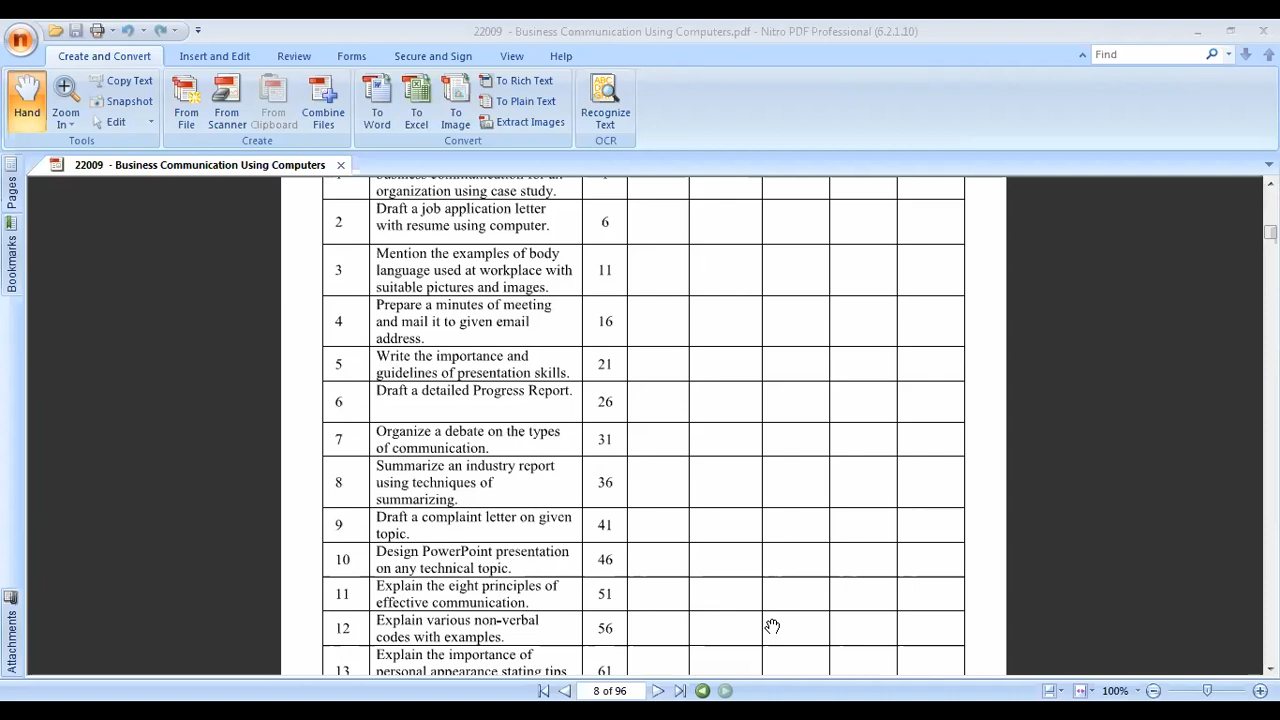 22009 - Business Communication Using Computers.pdf - Nitro PDF Professional (6.2.1.10)
Create and Convert Insert and Edit Review Forms Secure and Sign View Help Find
Hand
Zoom In
Copy Text
Snapshot
Edit
Tools
From File
From Scanner
From Clipboard
Combine Files
Create
To Word
To Excel
To Image
To Rich Text
To Plain Text
Extract Images
Convert
ABC
Recognize Text
OCR
22009 - Business Communication Using Computers
Pages
Bookmarks
Attachments
organization using case study.
2 Draft a job application letter 6
with resume using computer.
3 Mention the examples of body 11
language used at workplace with
suitable pictures and images.
4 Prepare a minutes of meeting 16
and mail it to given email
address.
5 Write the importance and 21
guidelines of presentation skills.
6 Draft a detailed Progress Report. 26
7 Organize a debate on the types 31
of communication.
8 Summarize an industry report 36
using techniques of
summarizing.
9 Draft a complaint letter on given 41
topic.
10 Design PowerPoint presentation 46
on any technical topic.
11 Explain the eight principles of 51
effective communication.
12 Explain various non-verbal 56
codes with examples.
13 Explain the importance of 61
personal appearance stating tips
8 of 96
100%